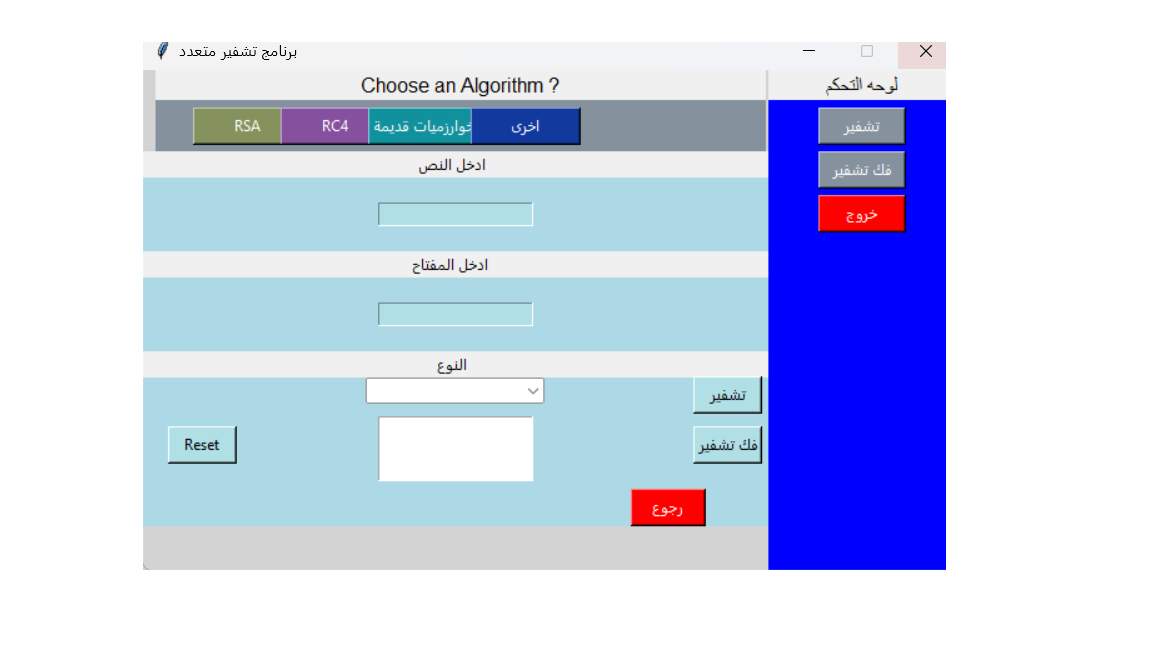 برنامج تشفير متعدد
Choose an Algorithm ?
لوحه التحكم
RSA
RC4
خوارزميات قديمة
اخرى
تشفير
فك تشفير
خروج
ادخل النص
ادخل المفتاح
النوع
تشفير
Reset
فك تشفير
رجوع